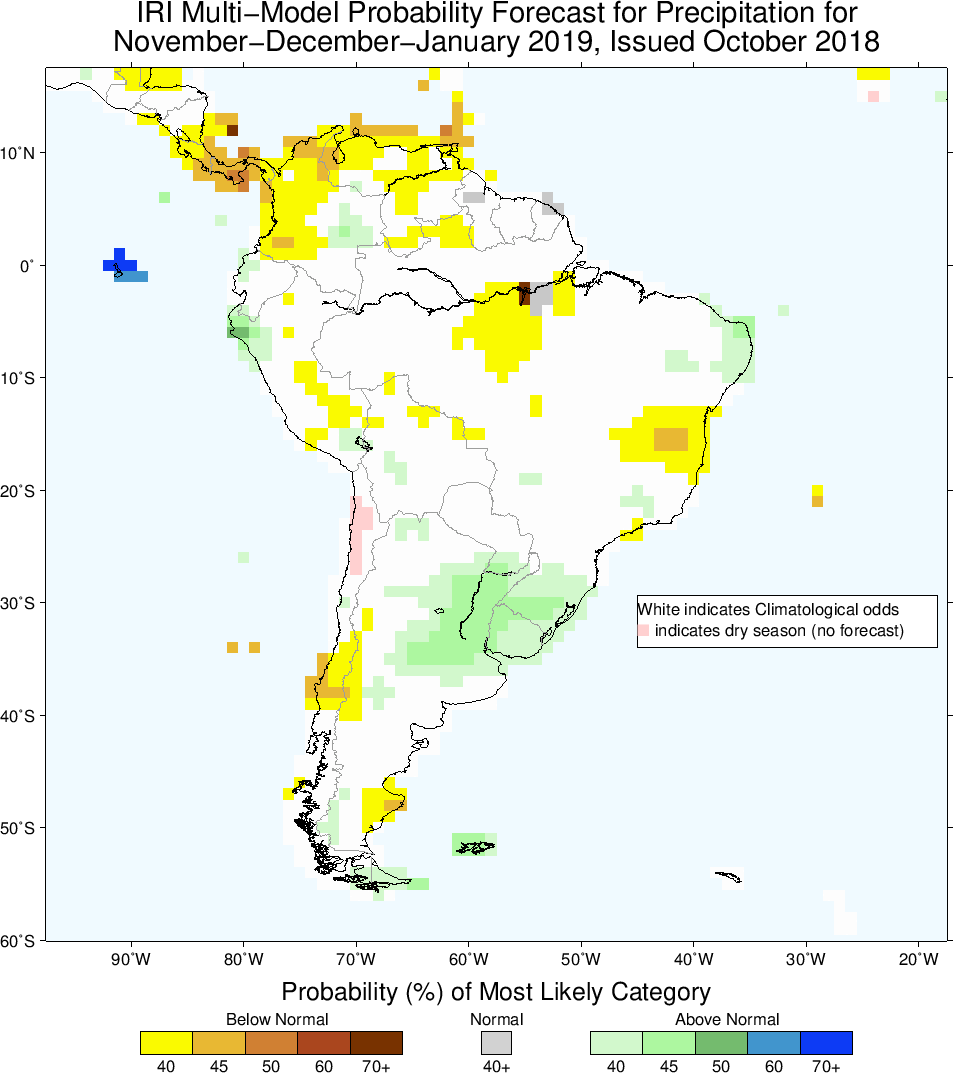 IRI Multi−Model Probability Forecast for Precipitation for
November−December−January 2019, Issued October 2018
10°N
0°
10°S
20°S
30°S
40°S
50°S
60°S
White indicates Climatological odds
indicates dry season (no forecast)
90°W 80°W 70°W 60°W 50°W 40°W 30°W 20°W
Probability (%) of Most Likely Category
Below Normal Normal Above Normal
40 45 50 60 70+ 40+ 40 45 50 60 70+